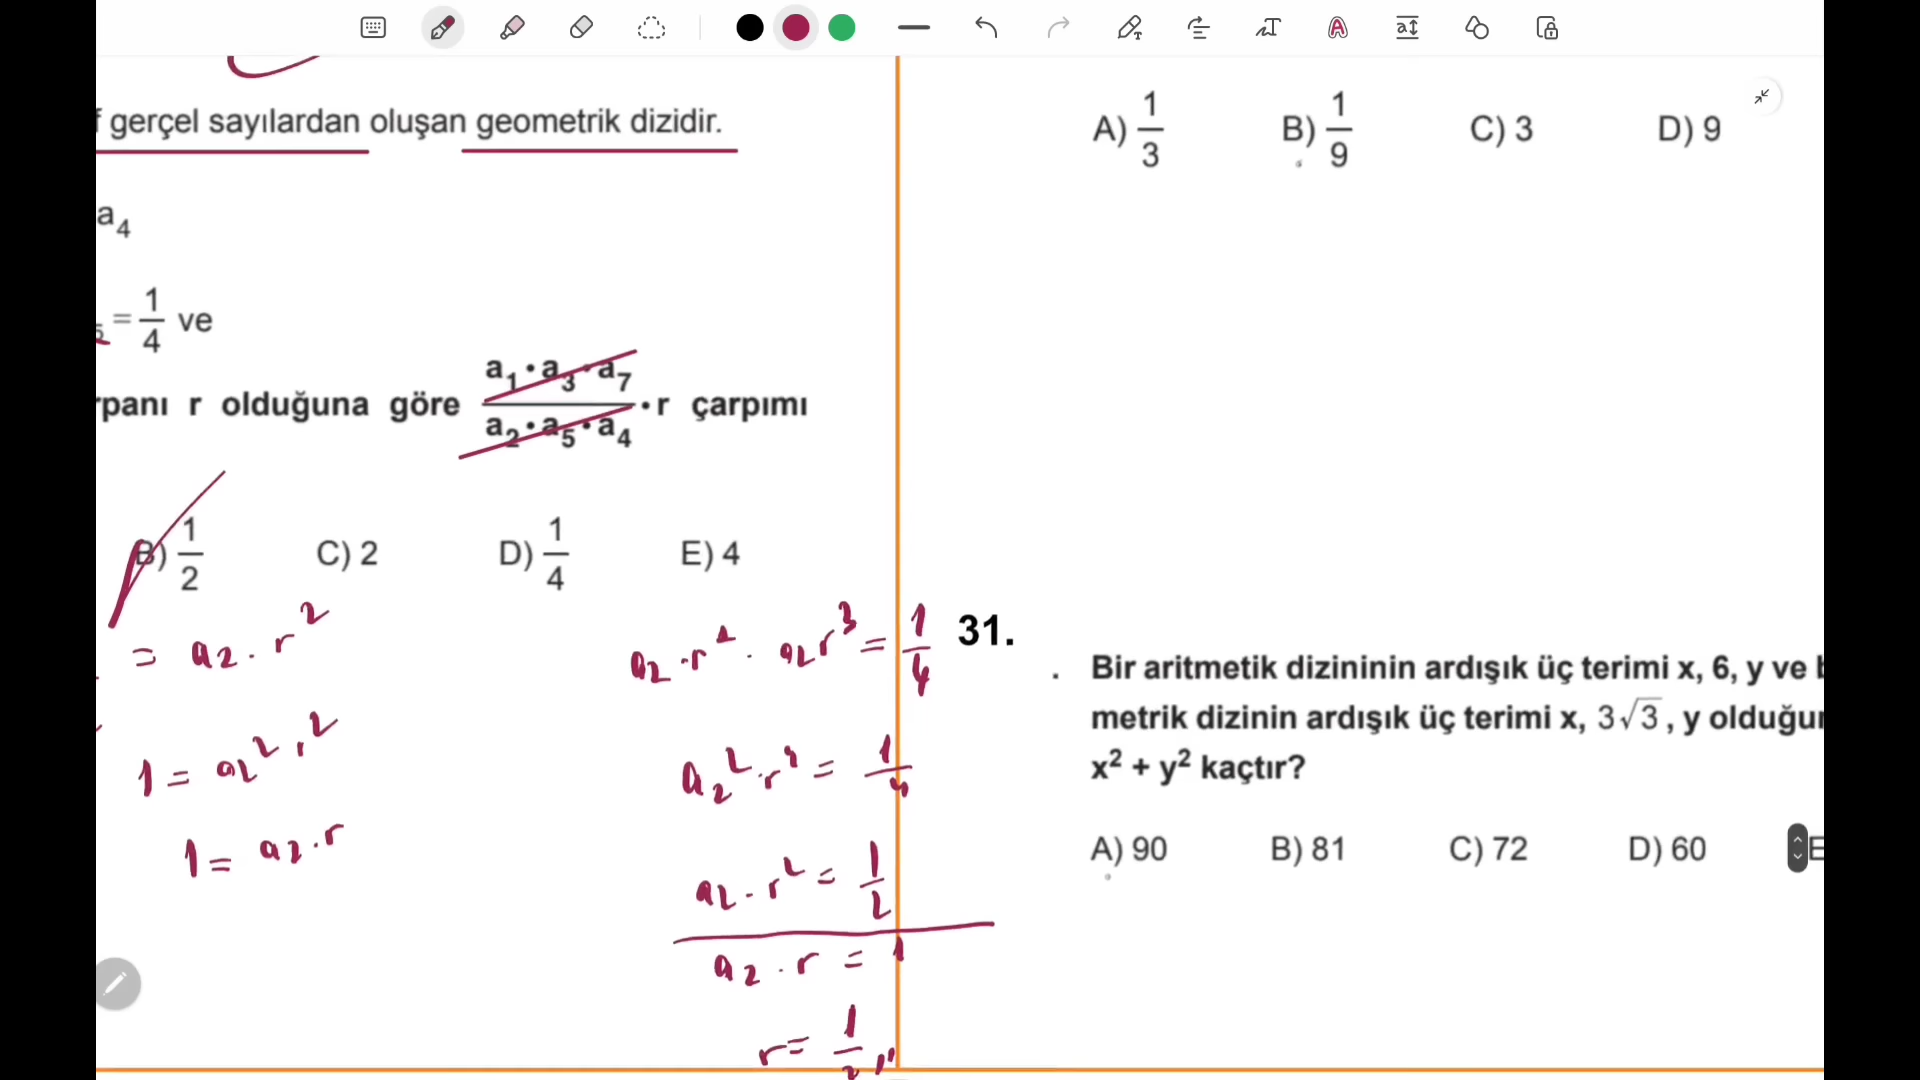 gerçel sayılardan oluşan geometrik dizidir.
a₄
₅ = 1/4 ve
rpanı r olduğuna göre (a₁ • a₃ • a₇)/(a₂ • a₅ • a₄) • r çarpımı
B) 1/2 C) 2 D) 1/4 E) 4
= a₂ . r²
1 = a₂² . r²
1 = a₂ . r
a₂ . r¹ . a₂r³ = 1/4
a₂² . r⁴ = 1/4
a₂ . r² = 1/2
a₂ . r = 1
r = 1/2
A) 1/3 B) 1/9 C) 3 D) 9
31.
. Bir aritmetik dizininin ardışık üç terimi x, 6, y ve b
metrik dizinin ardışık üç terimi x, 3√3, y olduğu
x² + y² kaçtır?
A) 90 B) 81 C) 72 D) 60 E